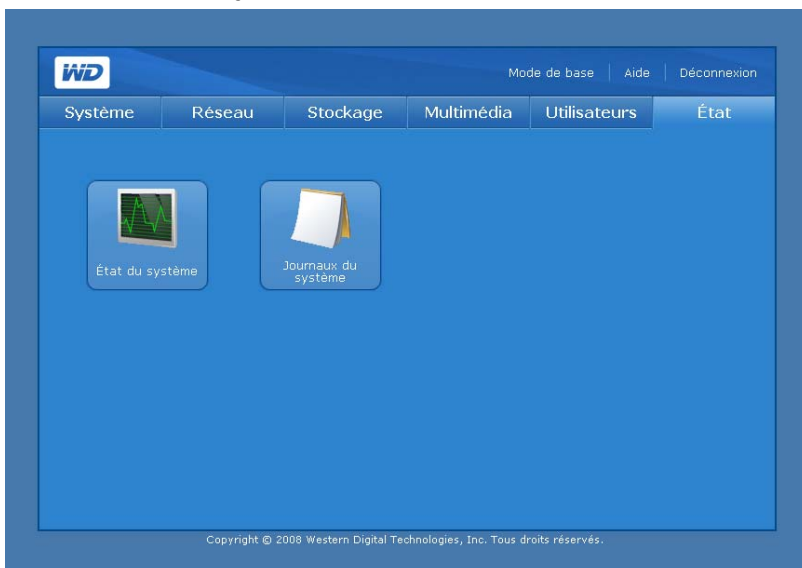 WD
Mode de base Aide Déconnexion
Système Réseau Stockage Multimédia Utilisateurs État
État du système
Journaux du
système
Copyright © 2008 Western Digital Technologies, Inc. Tous droits réservés.